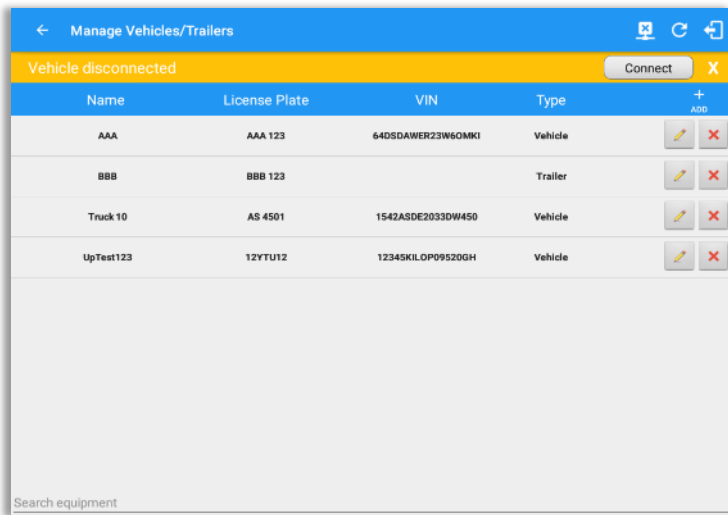 Manage Vehicles/Trailers
Vehicle disconnected Connect X
Name License Plate VIN Type + ADD
AAA AAA 123 64DSDAWER23W6OMKI Vehicle
BBB BBB 123 Trailer
Truck 10 AS 4501 1542ASDE2033DW450 Vehicle
UpTest123 12YTU12 12345KILOP09520GH Vehicle
Search equipment